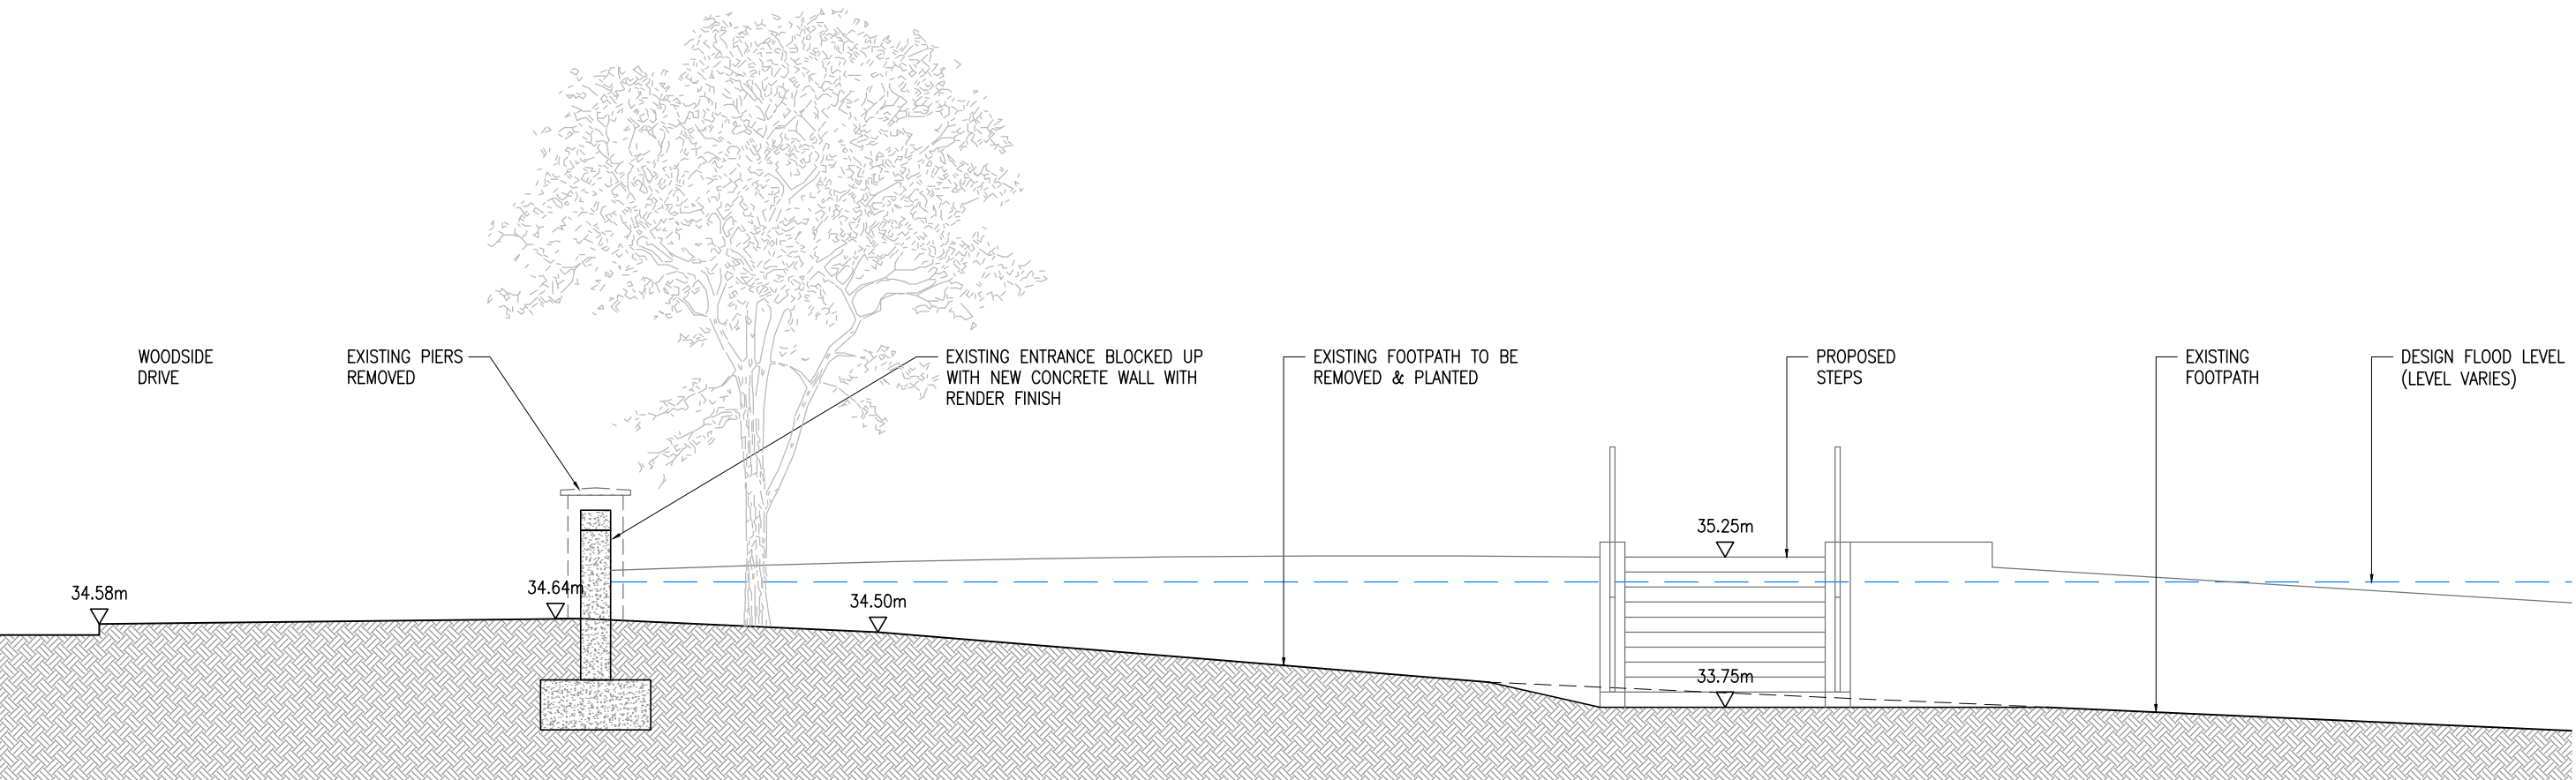 WOODSIDE
DRIVE
EXISTING PIERS
REMOVED
EXISTING ENTRANCE BLOCKED UP
WITH NEW CONCRETE WALL WITH
RENDER FINISH
EXISTING FOOTPATH TO BE
REMOVED & PLANTED
PROPOSED
STEPS
EXISTING
FOOTPATH
DESIGN FLOOD LEVEL
(LEVEL VARIES)
35.25m
34.58m
34.64m
34.50m
33.75m